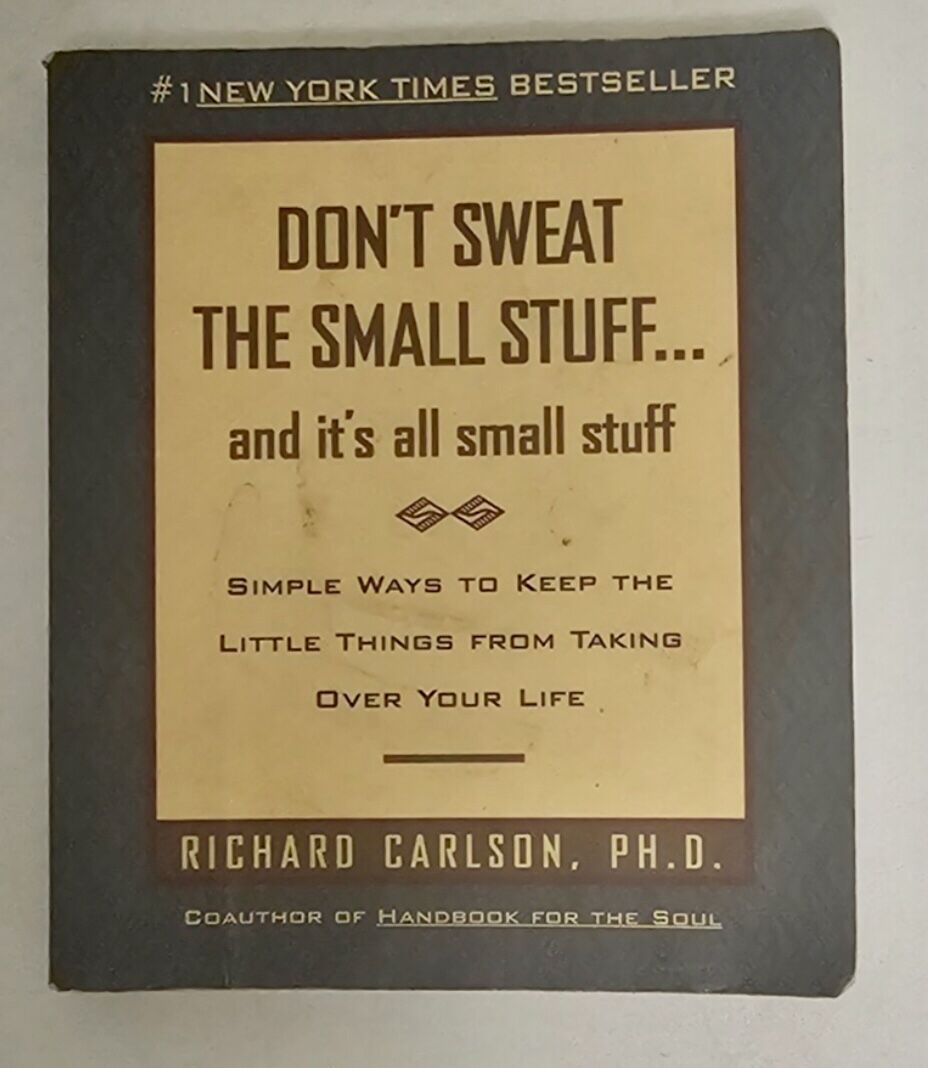 #1 NEW YORK TIMES BESTSELLER
DON'T SWEAT
THE SMALL STUFF...
and it's all small stuff
SIMPLE WAYS TO KEEP THE
LITTLE THINGS FROM TAKING
OVER YOUR LIFE
RICHARD CARLSON, PH.D.
COAUTHOR OF HANDBOOK FOR THE SOUL